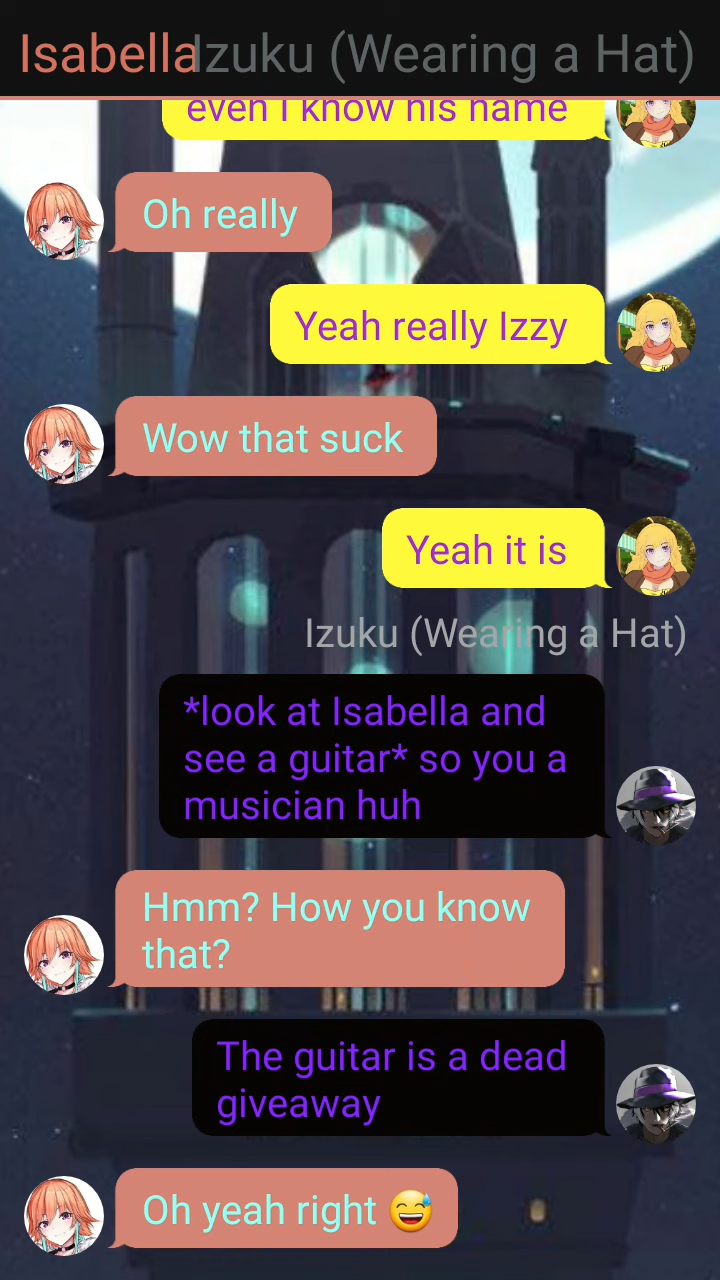 Isabella Izuku (Wearing a Hat)
even I know his name
Oh really
Yeah really Izzy
Wow that suck
Yeah it is
Izuku (Wearing a Hat)
*look at Isabella and
see a guitar* so you a
musician huh
Hmm? How you know
that?
The guitar is a dead
giveaway
Oh yeah right 😅